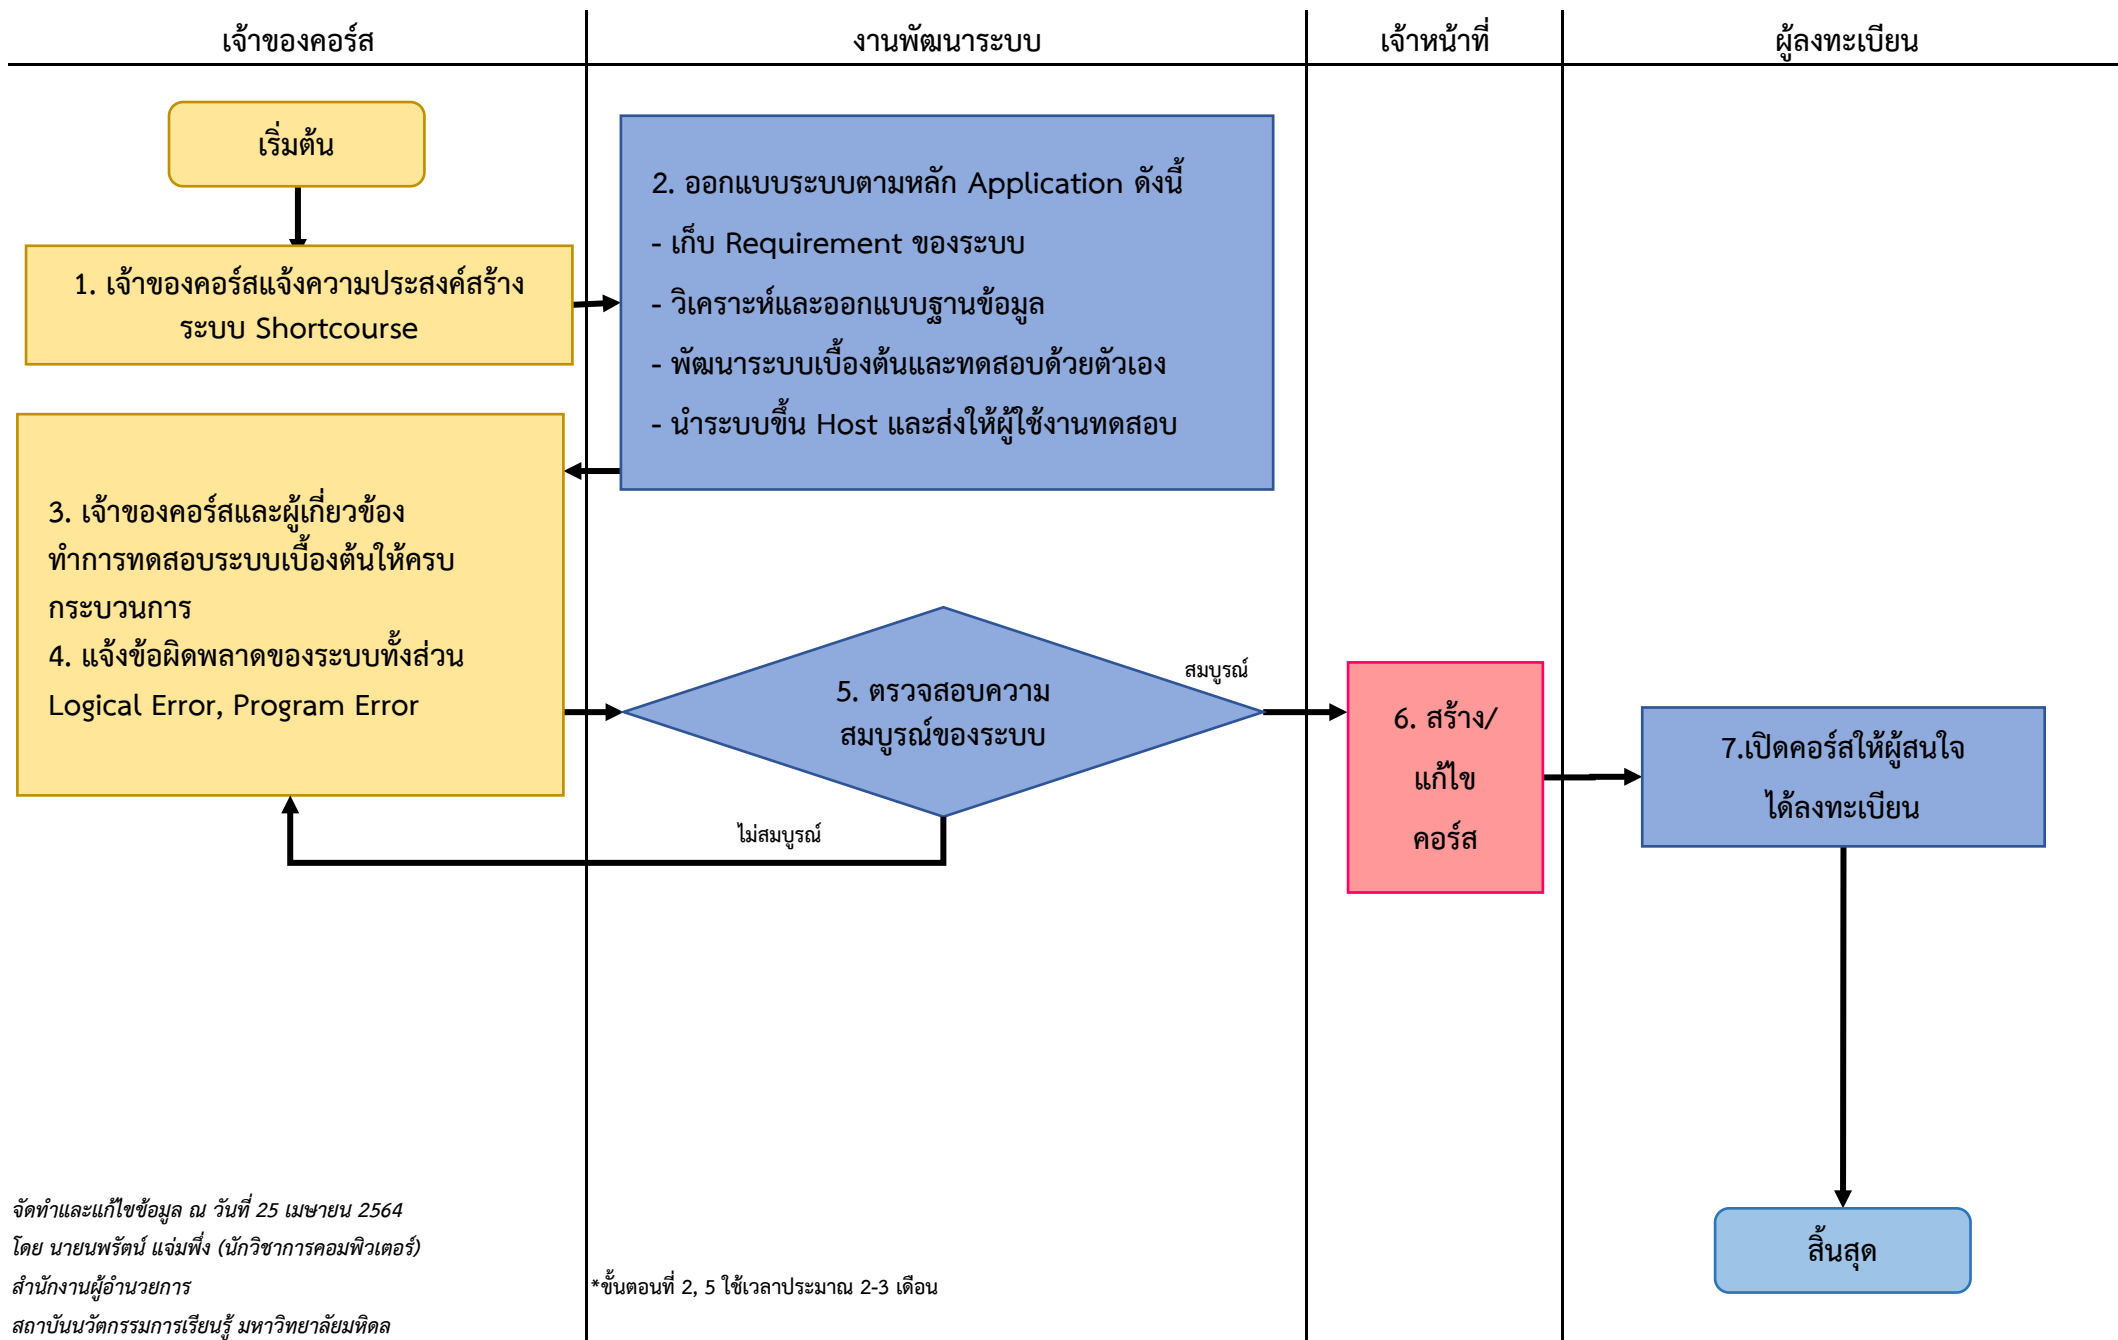 เจ้าของคอร์ส
งานพัฒนาระบบ
เจ้าหน้าที่
ผู้ลงทะเบียน
เริ่มต้น
1. เจ้าของคอร์สแจ้งความประสงค์สร้าง
ระบบ Shortcourse
2. ออกแบบระบบตามหลัก Application ดังนี้
- เก็บ Requirement ของระบบ
- วิเคราะห์และออกแบบฐานข้อมูล
- พัฒนาระบบเบื้องต้นและทดสอบด้วยตัวเอง
- นำระบบขึ้น Host และส่งให้ผู้ใช้งานทดสอบ
3. เจ้าของคอร์สและผู้เกี่ยวข้อง
ทำการทดสอบระบบเบื้องต้นให้ครบ
กระบวนการ
4. แจ้งข้อผิดพลาดของระบบทั้งส่วน
Logical Error, Program Error
5. ตรวจสอบความ
สมบูรณ์ของระบบ
สมบูรณ์
ไม่สมบูรณ์
6. สร้าง/
แก้ไข
คอร์ส
7.เปิดคอร์สให้ผู้สนใจ
ได้ลงทะเบียน
สิ้นสุด
จัดทำและแก้ไขข้อมูล ณ วันที่ 25 เมษายน 2564
โดย นายนพรัตน์ แจ่มพึ่ง (นักวิชาการคอมพิวเตอร์)
สำนักงานผู้อำนวยการ
สถาบันนวัตกรรมการเรียนรู้ มหาวิทยาลัยมหิดล
*ขั้นตอนที่ 2, 5 ใช้เวลาประมาณ 2-3 เดือน